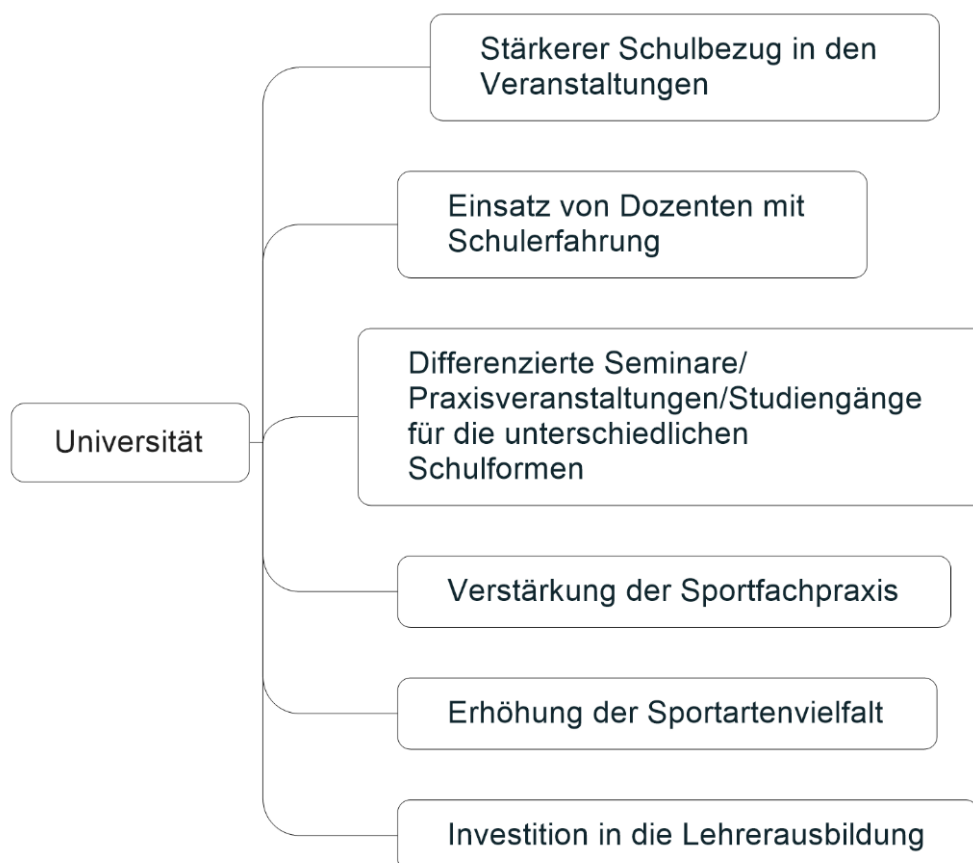 Stärkerer Schulbezug in den
Veranstaltungen
Einsatz von Dozenten mit
Schulerfahrung
Differenzierte Seminare/
Praxisveranstaltungen/Studiengänge
für die unterschiedlichen
Schulformen
Universität
Verstärkung der Sportfachpraxis
Erhöhung der Sportartenvielfalt
Investition in die Lehrerausbildung